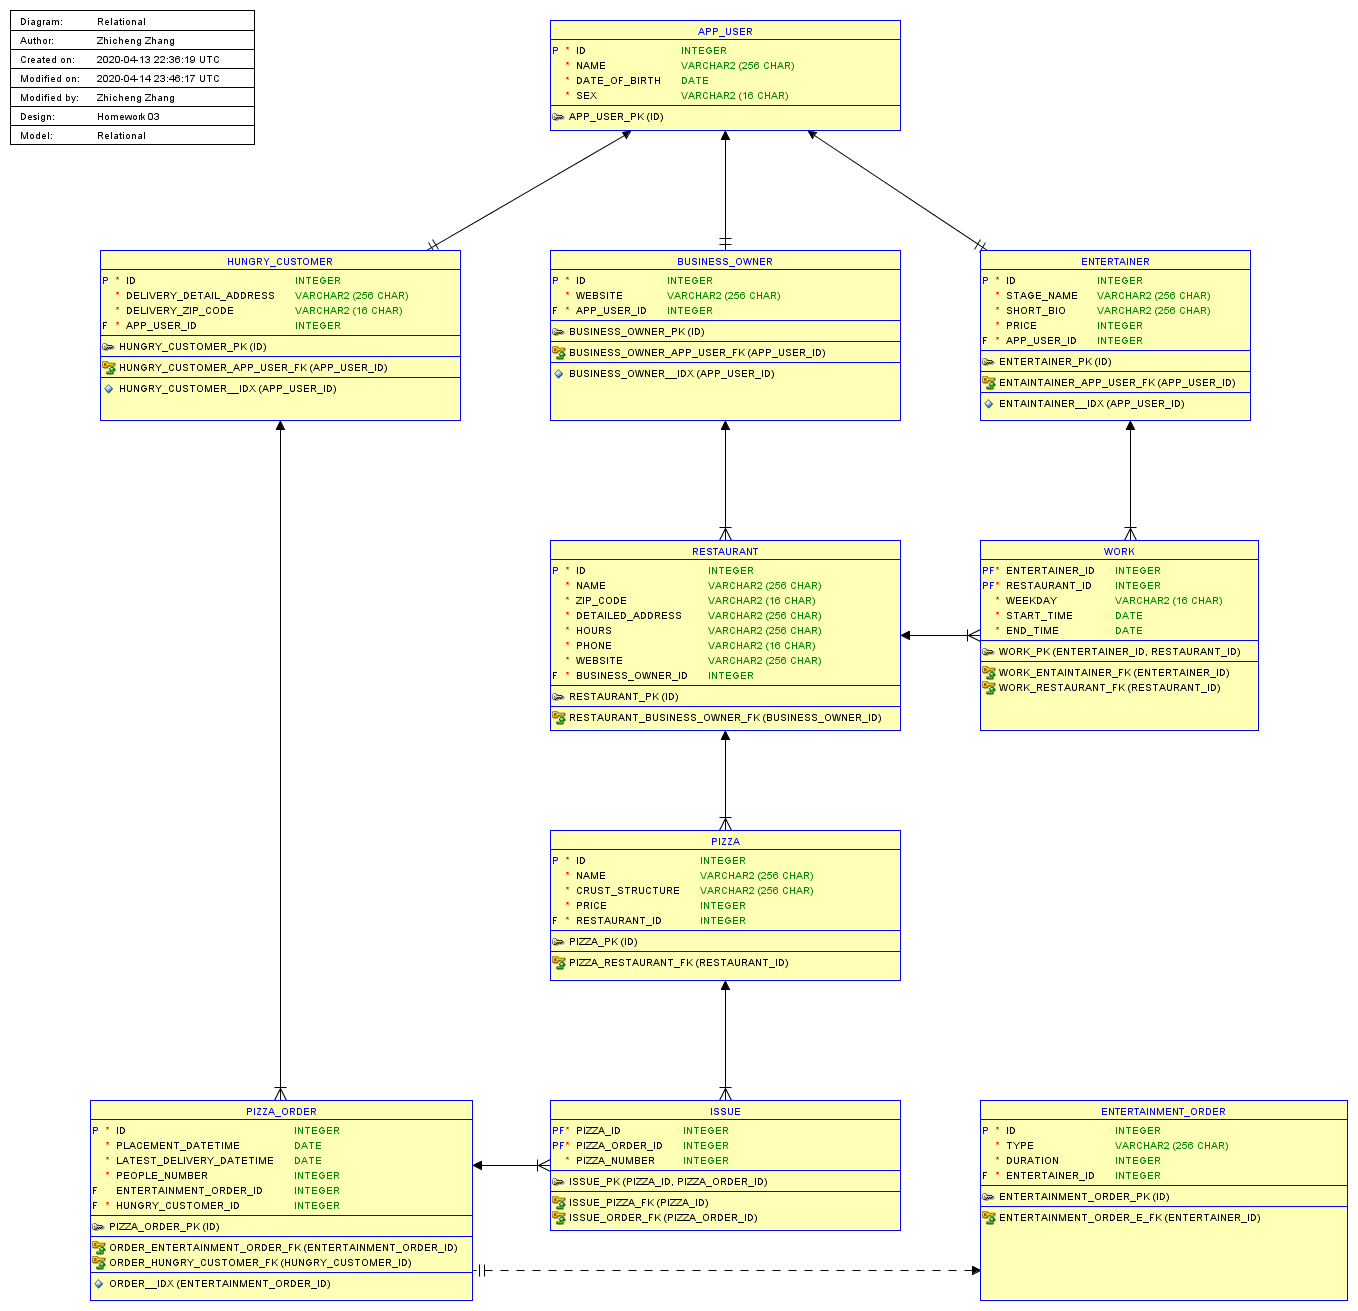 Diagram: Relational
Author: Zhicheng Zhang
Created on: 2020-04-13 22:36:19 UTC
Modified on: 2020-04-14 23:46:17 UTC
Modified by: Zhicheng Zhang
Design: Homework 03
Model: Relational
APP_USER
P * ID INTEGER
* NAME VARCHAR2 (256 CHAR)
* DATE_OF_BIRTH DATE
* SEX VARCHAR2 (16 CHAR)
APP_USER_PK (ID)
HUNGRY_CUSTOMER
P * ID INTEGER
* DELIVERY_DETAIL_ADDRESS VARCHAR2 (256 CHAR)
* DELIVERY_ZIP_CODE VARCHAR2 (16 CHAR)
F * APP_USER_ID INTEGER
HUNGRY_CUSTOMER_PK (ID)
HUNGRY_CUSTOMER_APP_USER_FK (APP_USER_ID)
HUNGRY_CUSTOMER__IDX (APP_USER_ID)
BUSINESS_OWNER
P * ID INTEGER
* WEBSITE VARCHAR2 (256 CHAR)
F * APP_USER_ID INTEGER
BUSINESS_OWNER_PK (ID)
BUSINESS_OWNER_APP_USER_FK (APP_USER_ID)
BUSINESS_OWNER__IDX (APP_USER_ID)
ENTERTAINER
P * ID INTEGER
* STAGE_NAME VARCHAR2 (256 CHAR)
* SHORT_BIO VARCHAR2 (256 CHAR)
* PRICE INTEGER
F * APP_USER_ID INTEGER
ENTERTAINER_PK (ID)
ENTAINTAINER_APP_USER_FK (APP_USER_ID)
ENTAINTAINER__IDX (APP_USER_ID)
RESTAURANT
P * ID INTEGER
* NAME VARCHAR2 (256 CHAR)
* ZIP_CODE VARCHAR2 (16 CHAR)
* DETAILED_ADDRESS VARCHAR2 (256 CHAR)
* HOURS VARCHAR2 (256 CHAR)
* PHONE VARCHAR2 (16 CHAR)
* WEBSITE VARCHAR2 (256 CHAR)
F * BUSINESS_OWNER_ID INTEGER
RESTAURANT_PK (ID)
RESTAURANT_BUSINESS_OWNER_FK (BUSINESS_OWNER_ID)
WORK
PF* ENTERTAINER_ID INTEGER
PF* RESTAURANT_ID INTEGER
* WEEKDAY VARCHAR2 (16 CHAR)
* START_TIME DATE
* END_TIME DATE
WORK_PK (ENTERTAINER_ID, RESTAURANT_ID)
WORK_ENTAINTAINER_FK (ENTERTAINER_ID)
WORK_RESTAURANT_FK (RESTAURANT_ID)
PIZZA
P * ID INTEGER
* NAME VARCHAR2 (256 CHAR)
* CRUST_STRUCTURE VARCHAR2 (256 CHAR)
* PRICE INTEGER
F * RESTAURANT_ID INTEGER
PIZZA_PK (ID)
PIZZA_RESTAURANT_FK (RESTAURANT_ID)
PIZZA_ORDER
P * ID INTEGER
* PLACEMENT_DATETIME DATE
* LATEST_DELIVERY_DATETIME DATE
* PEOPLE_NUMBER INTEGER
F ENTERTAINMENT_ORDER_ID INTEGER
F * HUNGRY_CUSTOMER_ID INTEGER
PIZZA_ORDER_PK (ID)
ORDER_ENTERTAINMENT_ORDER_FK (ENTERTAINMENT_ORDER_ID)
ORDER_HUNGRY_CUSTOMER_FK (HUNGRY_CUSTOMER_ID)
ORDER__IDX (ENTERTAINMENT_ORDER_ID)
ISSUE
PF* PIZZA_ID INTEGER
PF* PIZZA_ORDER_ID INTEGER
* PIZZA_NUMBER INTEGER
ISSUE_PK (PIZZA_ID, PIZZA_ORDER_ID)
ISSUE_PIZZA_FK (PIZZA_ID)
ISSUE_ORDER_FK (PIZZA_ORDER_ID)
ENTERTAINMENT_ORDER
P * ID INTEGER
* TYPE VARCHAR2 (256 CHAR)
* DURATION INTEGER
F * ENTERTAINER_ID INTEGER
ENTERTAINMENT_ORDER_PK (ID)
ENTERTAINMENT_ORDER_E_FK (ENTERTAINER_ID)